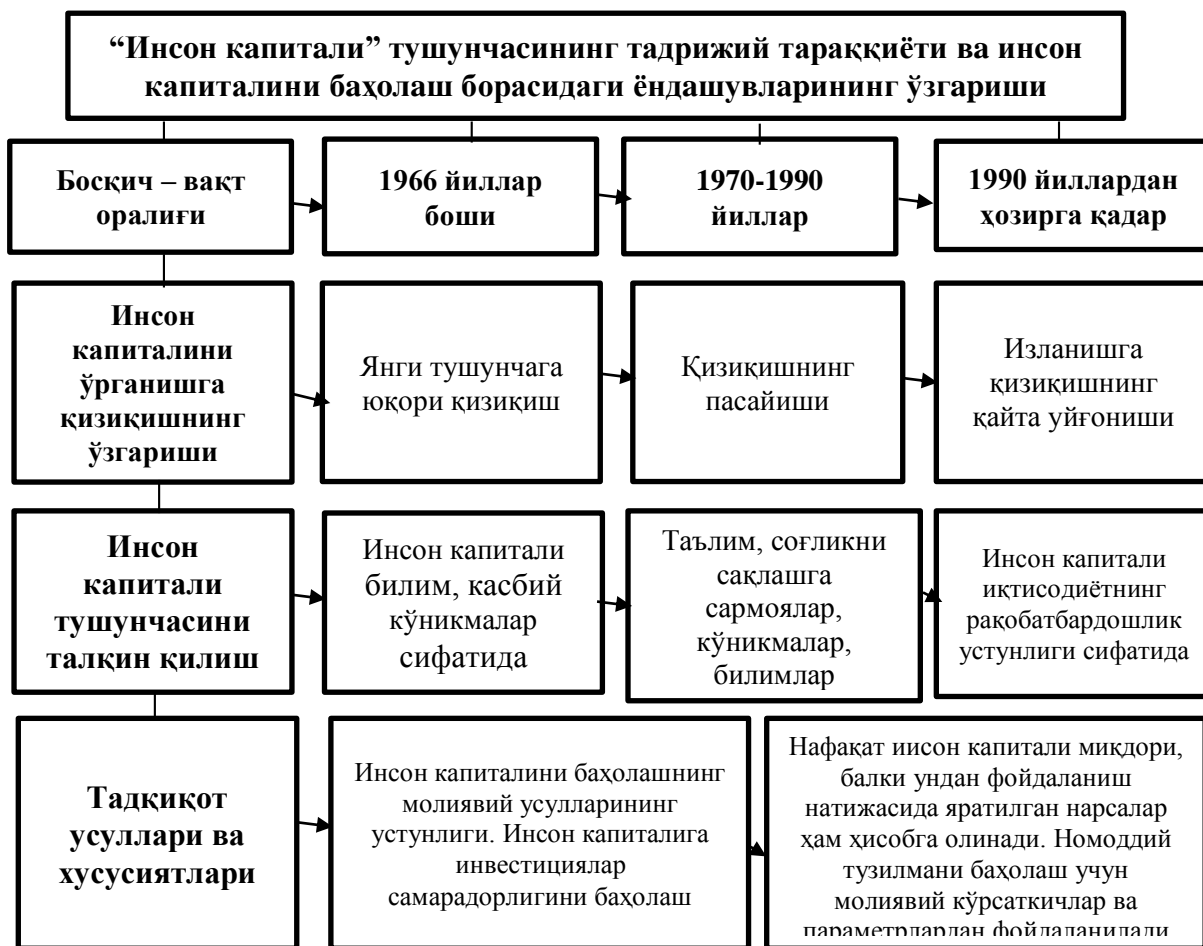 “Инсон капитали” тушунчасининг тадрижий тараққиёти ва инсон
капиталини баҳолаш борасидаги ёндашувларининг ўзгариши
Босқич – вақт
оралиғи
1966 йиллар
боши
1970-1990
йиллар
1990 йиллардан
ҳозирга қадар
Инсон
капиталини
ўрганишга
қизиқишнинг
ўзгариши
Янги тушунчага
юқори қизиқиш
Қизиқишнинг
пасайиши
Изланишга
қизиқишнинг
қайта уйғониши
Инсон
капитали
тушунчасини
талқин қилиш
Инсон капитали
билим, касбий
кўникмалар
сифатида
Таълим, соғликни
сақлашга
сармоялар,
кўникмалар,
билимлар
Инсон капитали
иқтисодиётнинг
рақобатбардошлик
устунлиги сифатида
Тадқиқот
усуллари ва
хусусиятлари
Инсон капиталини баҳолашнинг
молиявий усулларининг
устунлиги. Инсон капиталига
инвестициялар
самарадорлигини баҳолаш
Нафақат иисон капитали миқдори,
балки ундан фойдаланиш
натижасида яратилган нарсалар
ҳам ҳисобга олинади. Номоддий
тузилмани баҳолаш учун
молиявий кўрсаткичлар ва
параметрлардан фойдаланилади